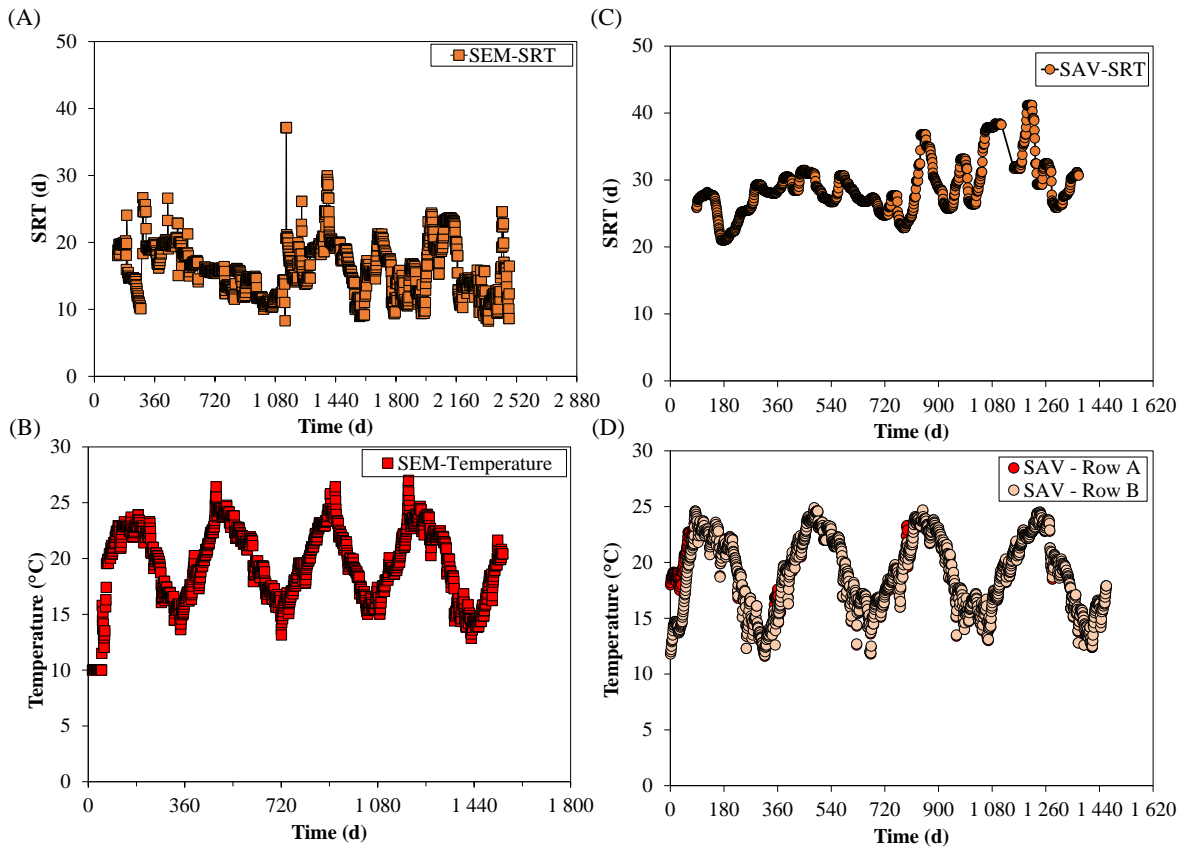 (A)
50
40
30
20
10
0
SRT (d)
SEM-SRT
0 360 720 1 080 1 440 1 800 2 160 2 520 2 880
Time (d)
(C)
50
40
30
20
10
0
SRT (d)
SAV-SRT
0 180 360 540 720 900 1 080 1 260 1 440 1 620
Time (d)
(B)
30
25
20
15
10
5
0
Temperature (°C)
SEM-Temperature
0 360 720 1 080 1 440 1 800
Time (d)
(D)
30
25
20
15
10
5
0
Temperature (°C)
SAV - Row A
SAV - Row B
0 180 360 540 720 900 1 080 1 260 1 440 1 620
Time (d)